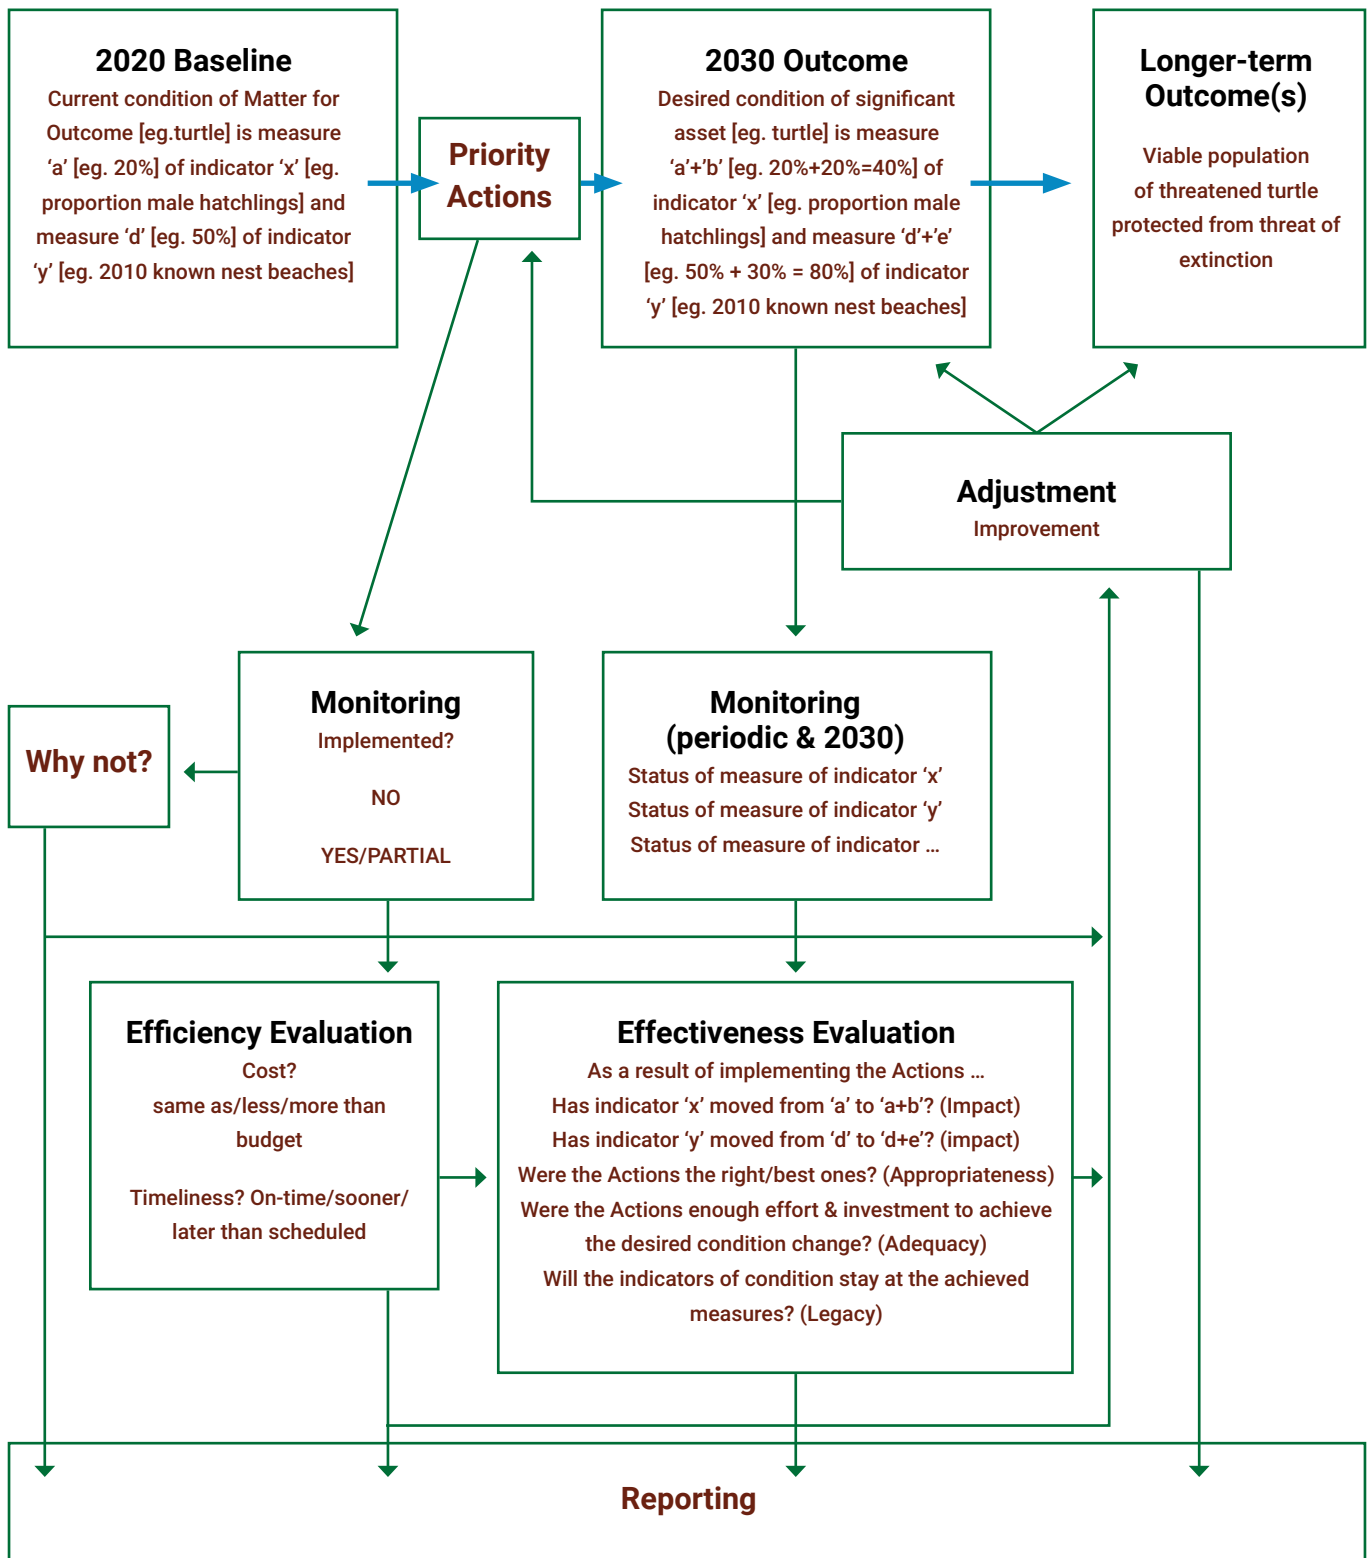 2020 Baseline
Current condition of Matter for
Outcome [eg.turtle] is measure
‘a’ [eg. 20%] of indicator ‘x’ [eg.
proportion male hatchlings] and
measure ‘d’ [eg. 50%] of indicator
‘y’ [eg. 2010 known nest beaches]
Priority
Actions
2030 Outcome
Desired condition of significant
asset [eg. turtle] is measure
‘a’+‘b’ [eg. 20%+20%=40%] of
indicator ‘x’ [eg. proportion male
hatchlings] and measure ‘d’+‘e’
[eg. 50% + 30% = 80%] of indicator
‘y’ [eg. 2010 known nest beaches]
Longer-term
Outcome(s)
Viable population
of threatened turtle
protected from threat of
extinction
Adjustment
Improvement
Why not?
Monitoring
Implemented?
NO
YES/PARTIAL
Monitoring
(periodic & 2030)
Status of measure of indicator ‘x’
Status of measure of indicator ‘y’
Status of measure of indicator ...
Efficiency Evaluation
Cost?
same as/less/more than
budget
Timeliness? On-time/sooner/
later than scheduled
Effectiveness Evaluation
As a result of implementing the Actions ...
Has indicator ‘x’ moved from ‘a’ to ‘a+b’? (Impact)
Has indicator ‘y’ moved from ‘d’ to ‘d+e’? (impact)
Were the Actions the right/best ones? (Appropriateness)
Were the Actions enough effort & investment to achieve
the desired condition change? (Adequacy)
Will the indicators of condition stay at the achieved
measures? (Legacy)
Reporting